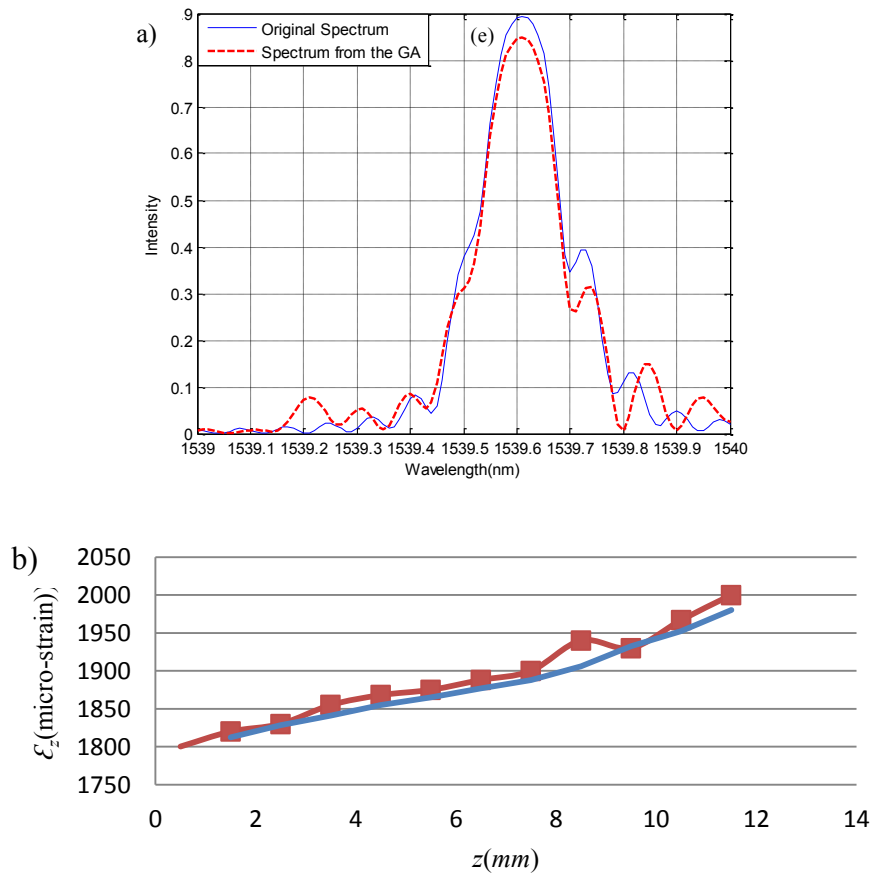 a)
Original Spectrum
Spectrum from the GA
(e)
.9
.8
0.7
0.6
0.5
0.4
0.3
0.2
0.1
0
Intensity
1539 1539.1 1539.2 1539.3 1539.4 1539.5 1539.6 1539.7 1539.8 1539.9 1540
Wavelength(nm)
b)
2050
2000
1950
1900
1850
1800
1750
Ɛz(micro-strain)
0 2 4 6 8 10 12 14
z(mm)